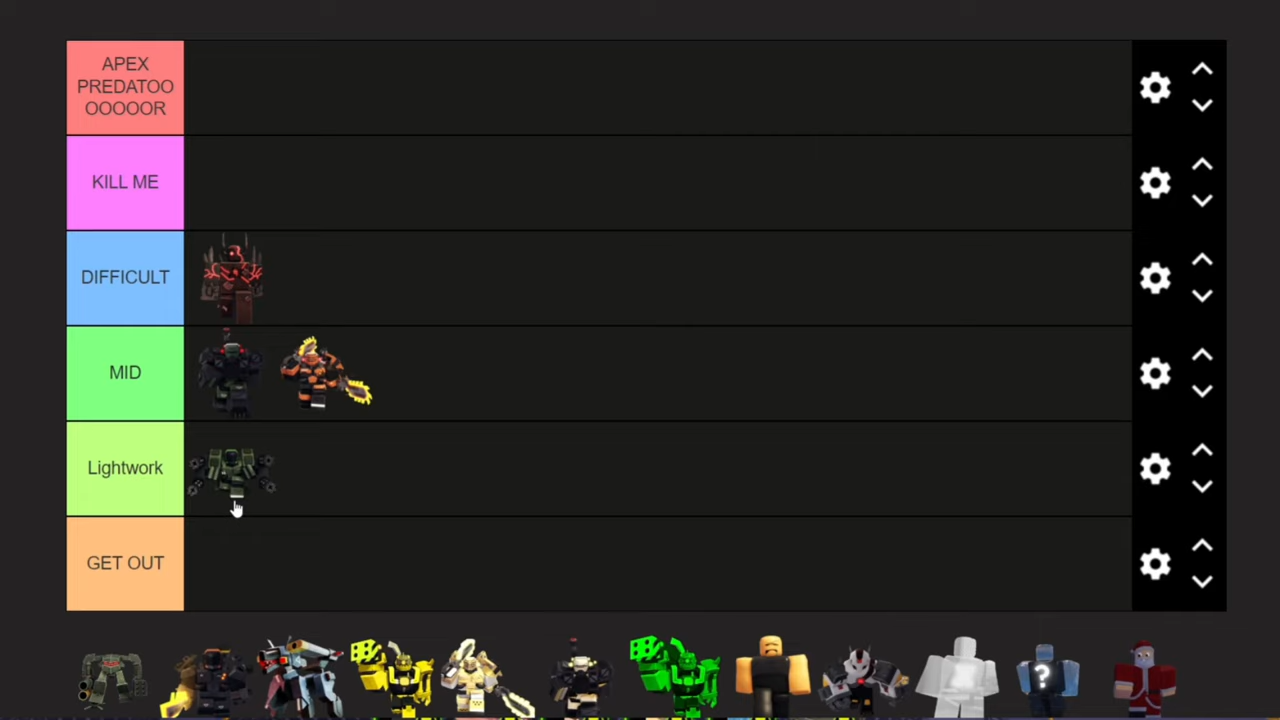 APEX
PREDATOO
OOOOOR
KILL ME
DIFFICULT
MID
Lightwork
GET OUT
?